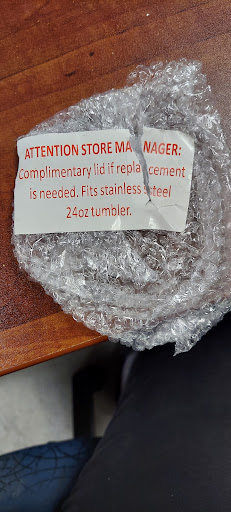 ATTENTION STORE MANAGER:
Complimentary lid if replacement
is needed. Fits stainless steel
24oz tumbler.